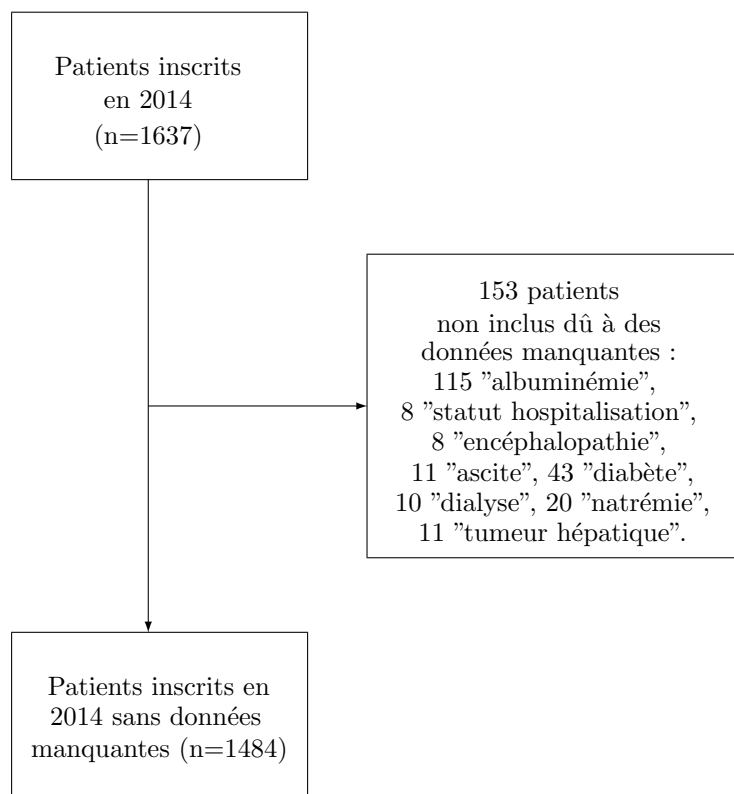 Patients inscrits
en 2014
(n=1637)
153 patients
non inclus dû à des
données manquantes :
115 ”albuminémie”,
8 ”statut hospitalisation”,
8 ”encéphalopathie”,
11 ”ascite”, 43 ”diabète”,
10 ”dialyse”, 20 ”natrémie”,
11 ”tumeur hépatique”.
Patients inscrits en
2014 sans données
manquantes (n=1484)